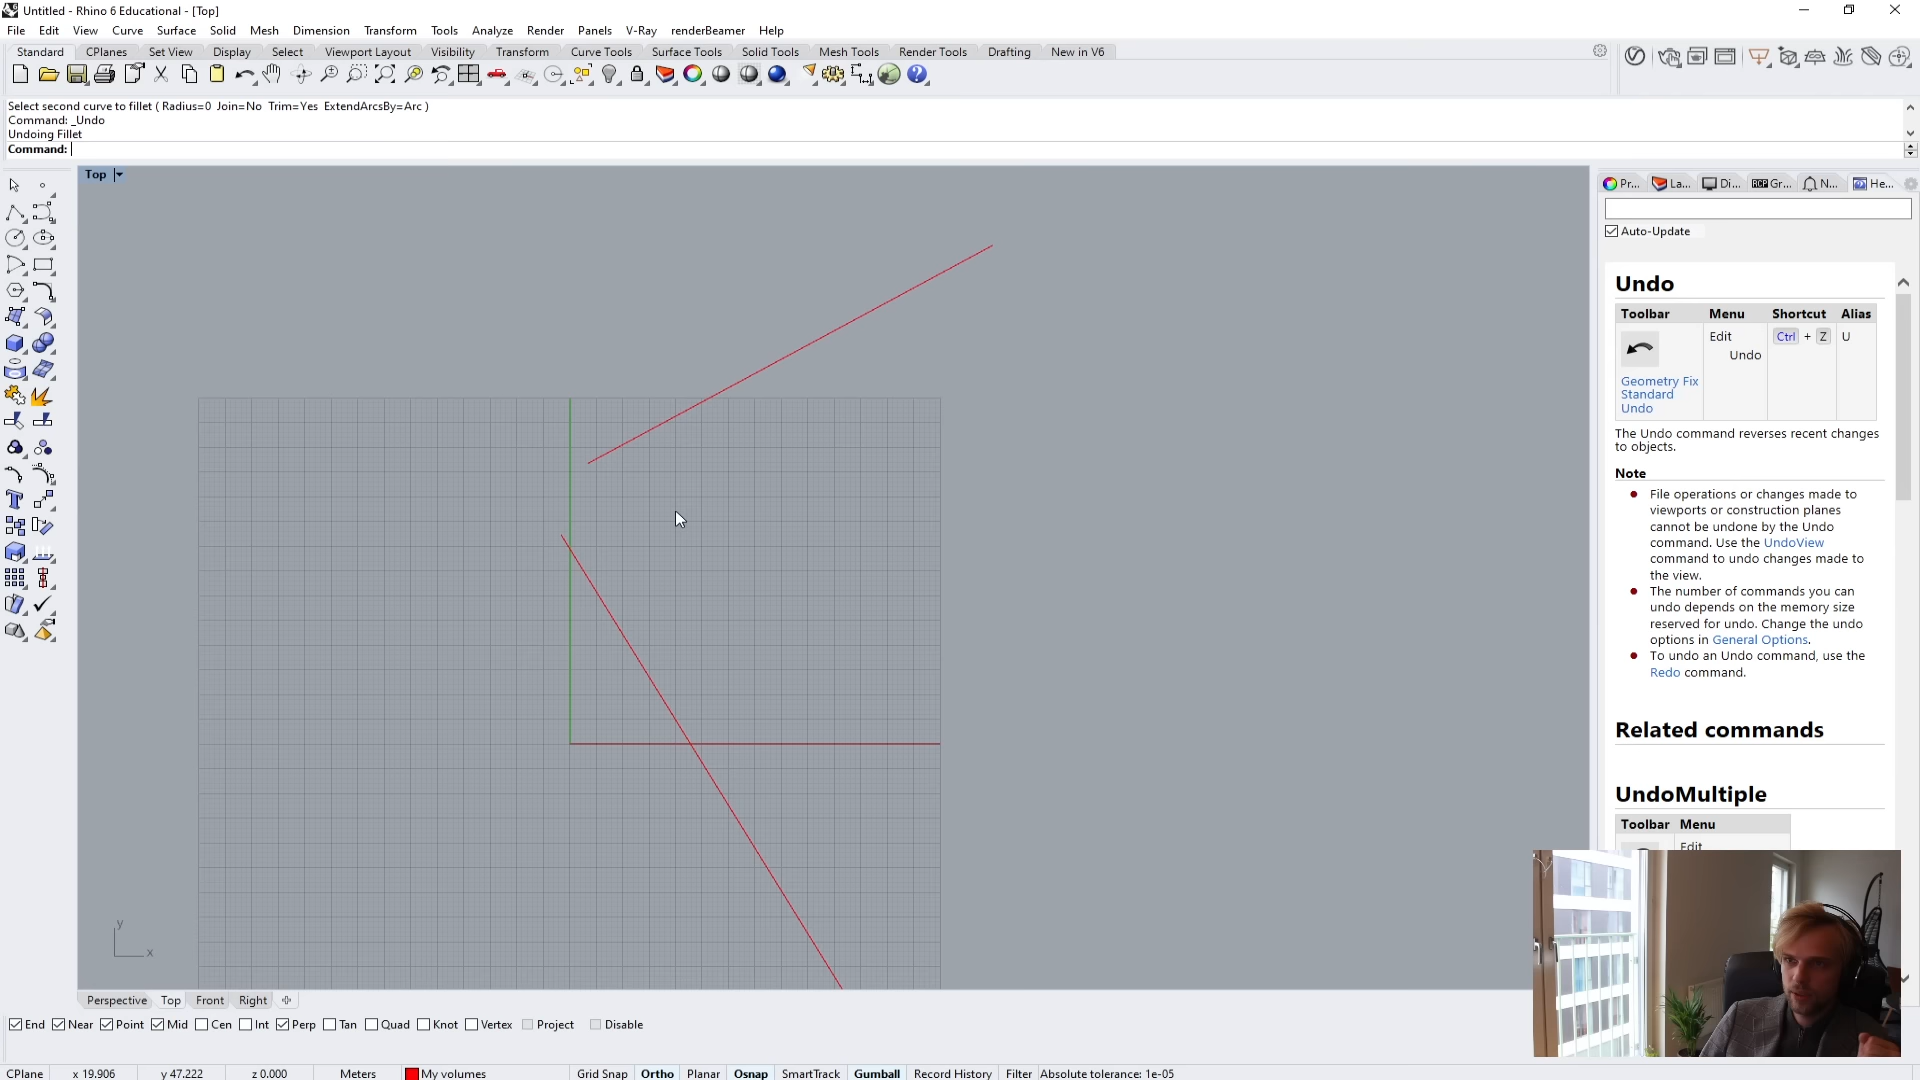 Untitled - Rhino 6 Educational - [Top]
File Edit View Curve Surface Solid Mesh Dimension Transform Tools Analyze Render Panels V-Ray renderBeamer Help
Standard CPlanes Set View Display Select Viewport Layout Visibility Transform Curve Tools Surface Tools Solid Tools Mesh Tools Render Tools Drafting New in V6
Select second curve to fillet ( Radius=0 Join=No Trim=Yes ExtendArcsBy=Arc )
Command: _Undo
Undoing Fillet
Command:
Top
Pr... La... Di... Gr... N... He...
Auto-Update
Undo
Toolbar Menu Shortcut Alias
Edit Ctrl + Z U
Undo
Geometry Fix
Standard
Undo
The Undo command reverses recent changes
to objects.
Note
File operations or changes made to
viewports or construction planes
cannot be undone by the Undo
command. Use the UndoView
command to undo changes made to
the view.
The number of commands you can
undo depends on the memory size
reserved for undo. Change the undo
options in General Options.
To undo an Undo command, use the
Redo command.
Related commands
UndoMultiple
Toolbar Menu
Edit
y
x
Perspective Top Front Right
End Near Point Mid Cen Int Perp Tan Quad Knot Vertex Project Disable
CPlane x 19.906 y 47.222 z 0.000 Meters My volumes Grid Snap Ortho Planar Osnap SmartTrack Gumball Record History Filter Absolute tolerance: 1e-05